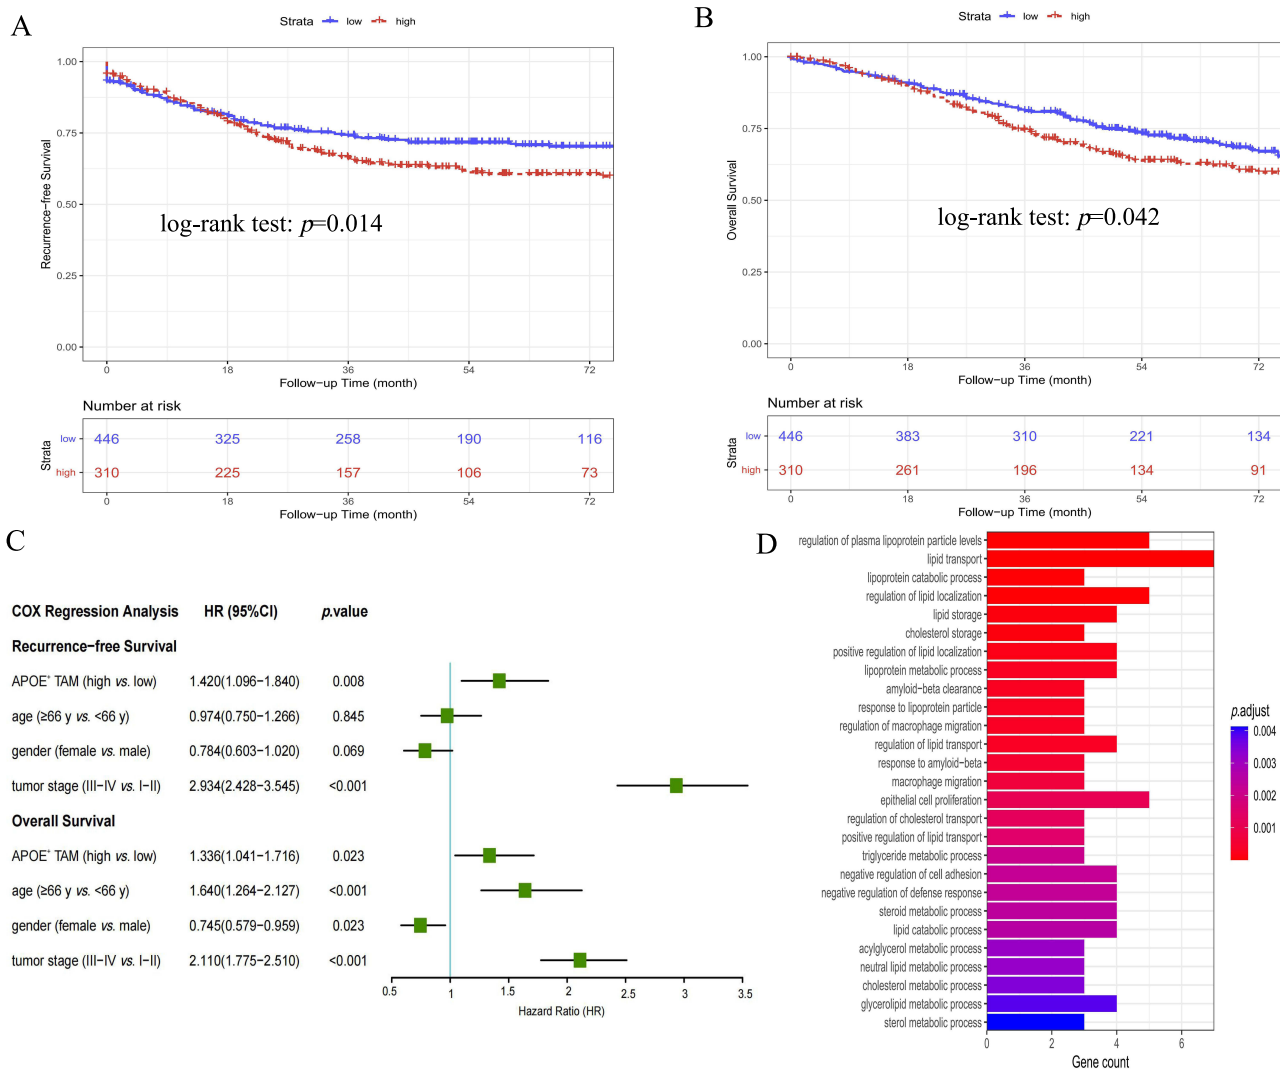 A
Strata low high
1.00
0.75
0.50
0.25
0.00
Recurrence-free Survival
log-rank test: p=0.014
0 18 36 54 72
Follow-up Time (month)
Number at risk
Strata
low 446 325 258 190 116
high 310 225 157 106 73
0 18 36 54 72
Follow-up Time (month)
B
Strata low high
1.00
0.75
0.50
0.25
0.00
Overall Survival
log-rank test: p=0.042
0 18 36 54 72
Follow-up Time (month)
Number at risk
Strata
low 446 383 310 221 134
high 310 261 196 134 91
0 18 36 54 72
Follow-up Time (month)
C
COX Regression Analysis HR (95%CI) p.value
Recurrence-free Survival
APOE⁺ TAM (high vs. low) 1.420(1.096-1.840) 0.008
age (≥66 y vs. <66 y) 0.974(0.750-1.266) 0.845
gender (female vs. male) 0.784(0.603-1.020) 0.069
tumor stage (III-IV vs. I-II) 2.934(2.428-3.545) <0.001
Overall Survival
APOE⁺ TAM (high vs. low) 1.336(1.041-1.716) 0.023
age (≥66 y vs. <66 y) 1.640(1.264-2.127) <0.001
gender (female vs. male) 0.745(0.579-0.959) 0.023
tumor stage (III-IV vs. I-II) 2.110(1.775-2.510) <0.001
0.5 1 1.5 2 2.5 3 3.5
Hazard Ratio (HR)
D
regulation of plasma lipoprotein particle levels
lipid transport
lipoprotein catabolic process
regulation of lipid localization
lipid storage
cholesterol storage
positive regulation of lipid localization
lipoprotein metabolic process
amyloid-beta clearance
response to lipoprotein particle
regulation of macrophage migration
regulation of lipid transport
response to amyloid-beta
macrophage migration
epithelial cell proliferation
regulation of cholesterol transport
positive regulation of lipid transport
triglyceride metabolic process
negative regulation of cell adhesion
negative regulation of defense response
steroid metabolic process
lipid catabolic process
acylglycerol metabolic process
neutral lipid metabolic process
cholesterol metabolic process
glycerolipid metabolic process
sterol metabolic process
0 2 4 6
Gene count
p.adjust
0.004
0.003
0.002
0.001